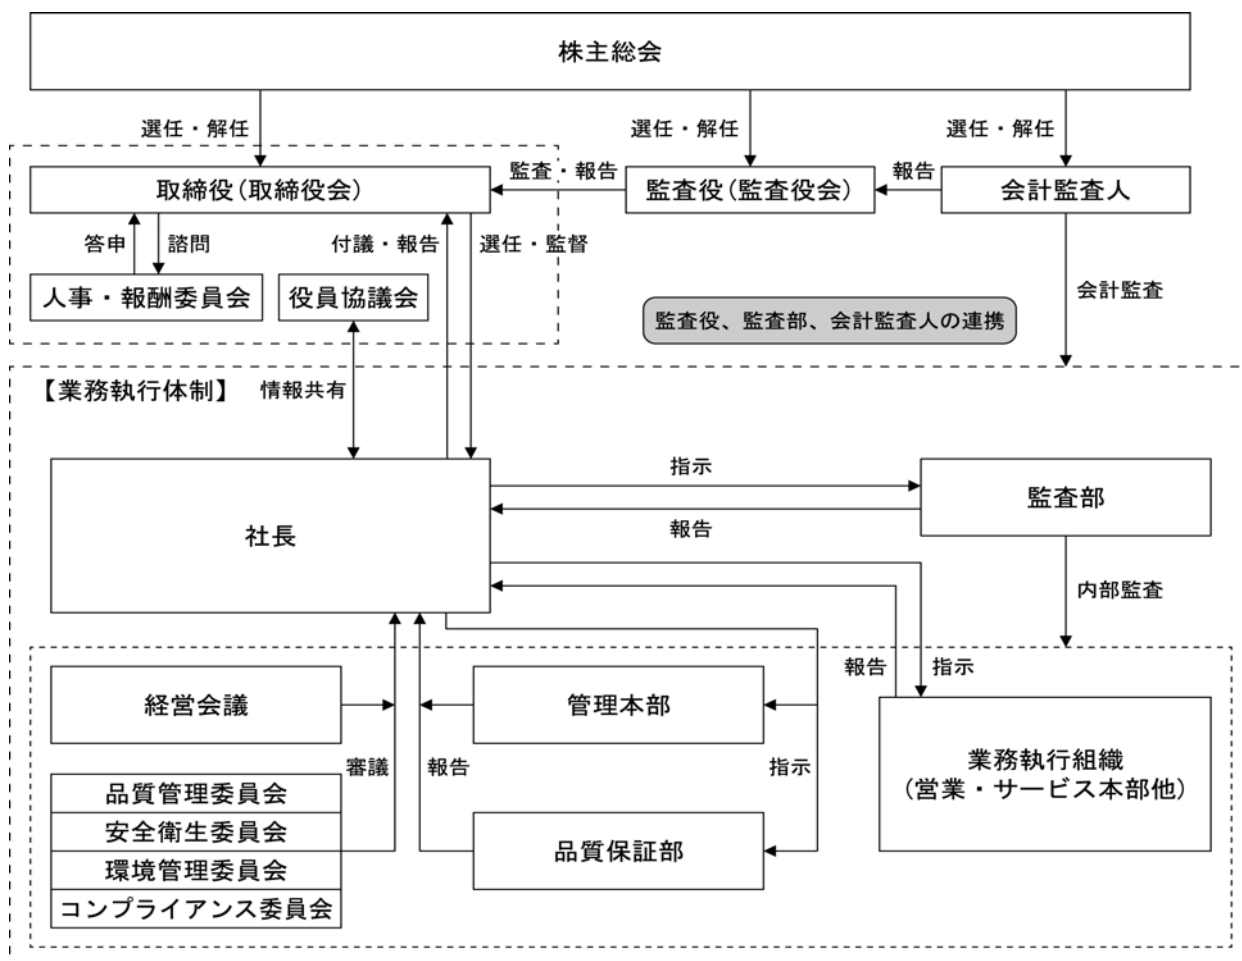 株主総会
選任・解任
選任・解任
選任・解任
取締役(取締役会)
監査・報告
監査役(監査役会)
報告
会計監査人
答申
諮問
付議・報告
選任・監督
人事・報酬委員会
役員協議会
会計監査
監査役、監査部、会計監査人の連携
【業務執行体制】
情報共有
社長
指示
報告
監査部
内部監査
報告
指示
経営会議
管理本部
業務執行組織
(営業・サービス本部他)
審議
報告
指示
品質管理委員会
安全衛生委員会
環境管理委員会
コンプライアンス委員会
品質保証部